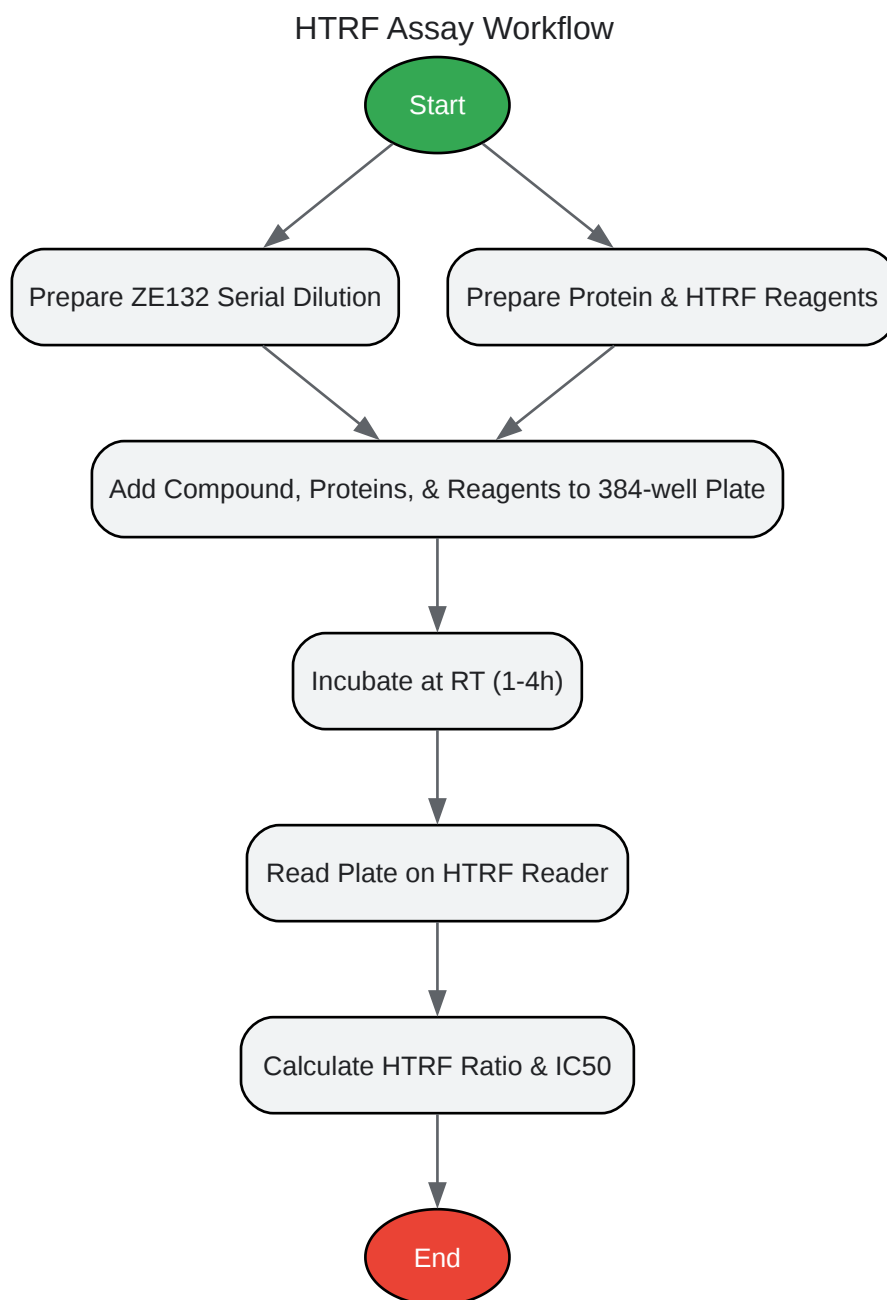 HTRF Assay Workflow
Start
Prepare ZE132 Serial Dilution
Prepare Protein & HTRF Reagents
Add Compound, Proteins, & Reagents to 384-well Plate
Incubate at RT (1-4h)
Read Plate on HTRF Reader
Calculate HTRF Ratio & IC50
End